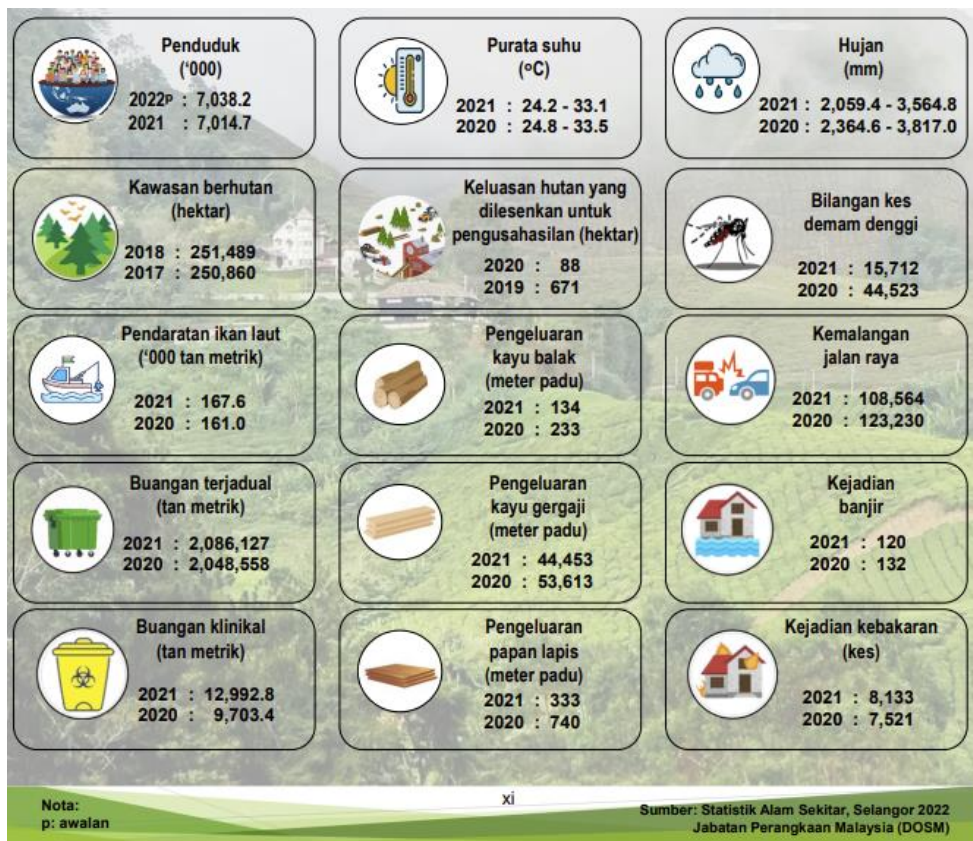 Penduduk
('000)
2022p : 7,038.2
2021 : 7,014.7
Purata suhu
(°C)
2021 : 24.2 - 33.1
2020 : 24.8 - 33.5
Hujan
(mm)
2021 : 2,059.4 - 3,564.8
2020 : 2,364.6 - 3,817.0
Kawasan berhutan
(hektar)
2018 : 251,489
2017 : 250,860
Keluasan hutan yang
dilesenkan untuk
pengusahasilan (hektar)
2020 : 88
2019 : 671
Bilangan kes
demam denggi
2021 : 15,712
2020 : 44,523
Pendaratan ikan laut
('000 tan metrik)
2021 : 167.6
2020 : 161.0
Pengeluaran
kayu balak
(meter padu)
2021 : 134
2020 : 233
Kemalangan
jalan raya
2021 : 108,564
2020 : 123,230
Buangan terjadual
(tan metrik)
2021 : 2,086,127
2020 : 2,048,558
Pengeluaran
kayu gergaji
(meter padu)
2021 : 44,453
2020 : 53,613
Kejadian
banjir
2021 : 120
2020 : 132
Buangan klinikal
(tan metrik)
2021 : 12,992.8
2020 : 9,703.4
Pengeluaran
papan lapis
(meter padu)
2021 : 333
2020 : 740
Kejadian kebakaran
(kes)
2021 : 8,133
2020 : 7,521
Nota:
p: awalan
xi
Sumber: Statistik Alam Sekitar, Selangor 2022
Jabatan Perangkaan Malaysia (DOSM)